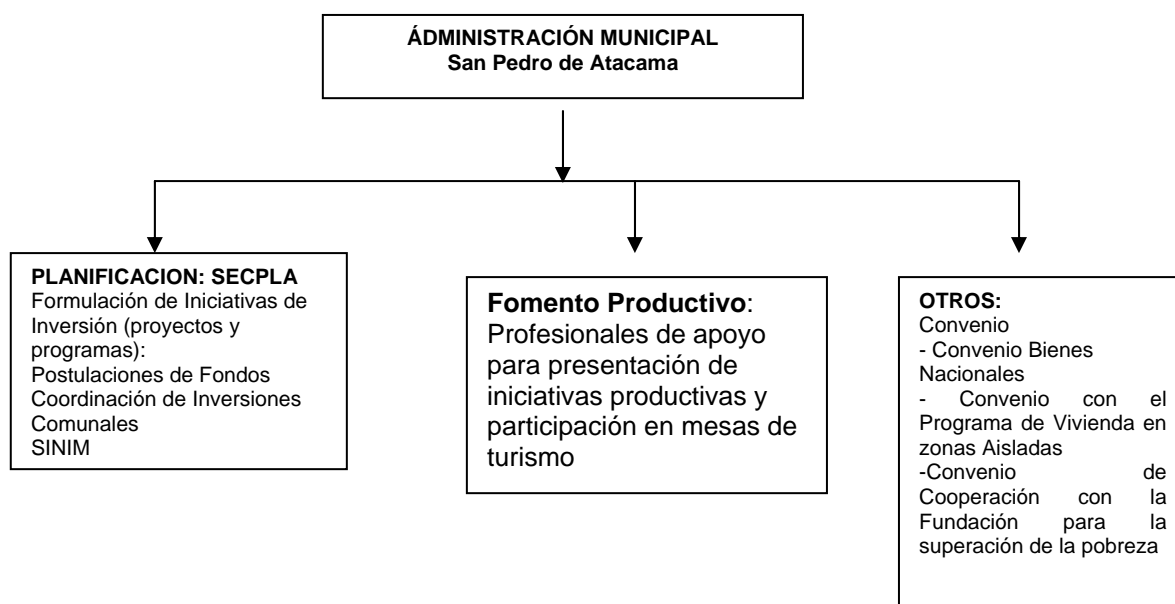 ÁDMINISTRACIÓN MUNICIPAL
San Pedro de Atacama
PLANIFICACION: SECPLA
Formulación de Iniciativas de
Inversión (proyectos y
programas):
Postulaciones de Fondos
Coordinación de Inversiones
Comunales
SINIM
Fomento Productivo:
Profesionales de apoyo
para presentación de
iniciativas productivas y
participación en mesas de
turismo
OTROS:
Convenio
- Convenio Bienes
Nacionales
- Convenio con el
Programa de Vivienda en
zonas Aisladas
-Convenio de
Cooperación con la
Fundación para la
superación de la pobreza